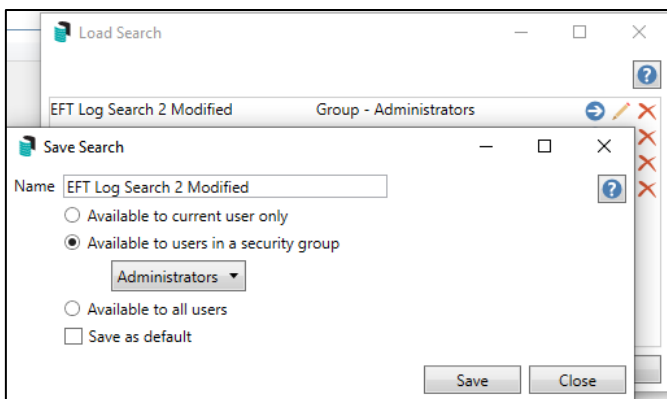 Load Search
?
EFT Log Search 2 Modified Group - Administrators
Save Search
Name EFT Log Search 2 Modified
?
Available to current user only
Available to users in a security group
Administrators
Available to all users
Save as default
Save Close